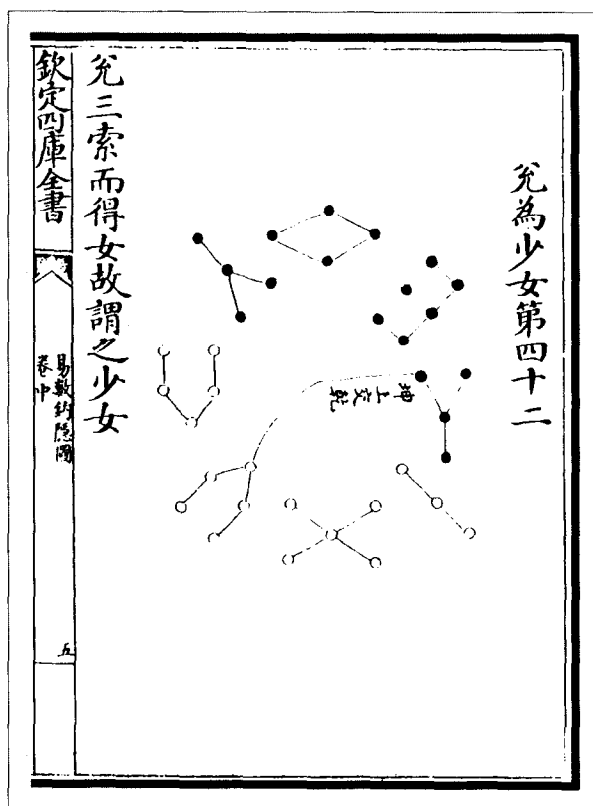 兊為少女第四十二
坤上交乾
兊三索而得女故謂之少女
欽定四庫全書
易數鈎隱圖
卷中
五